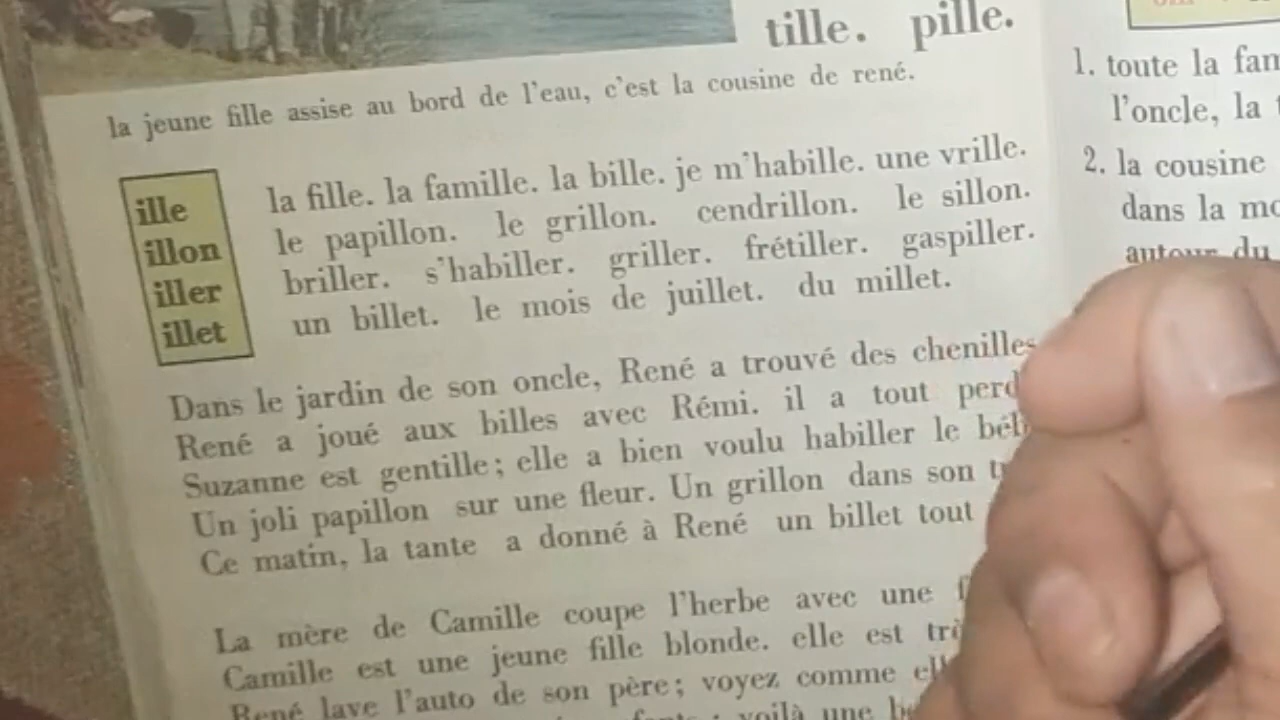 tille. pille.
la jeune fille assise au bord de l'eau, c'est la cousine de rené.
ille
illon
iller
illet
la fille. la famille. la bille. je m'habille. une vrille.
le papillon. le grillon. cendrillon. le sillon.
briller. s'habiller. griller. frétiller. gaspiller.
un billet. le mois de juillet. du millet.
Dans le jardin de son oncle, René a trouvé des chenilles
René a joué aux billes avec Rémi. il a tout
Suzanne est gentille; elle a bien voulu habiller le
Un joli papillon sur une fleur. Un grillon dans son
Ce matin, la tante a donné à René un billet tout
La mère de Camille coupe l'herbe avec une
Camille est une jeune fille blonde. elle est
René lave l'auto de son père; voyez comme
voilà une
1. toute la
l'oncle, la
2. la cousine
dans la
autour du